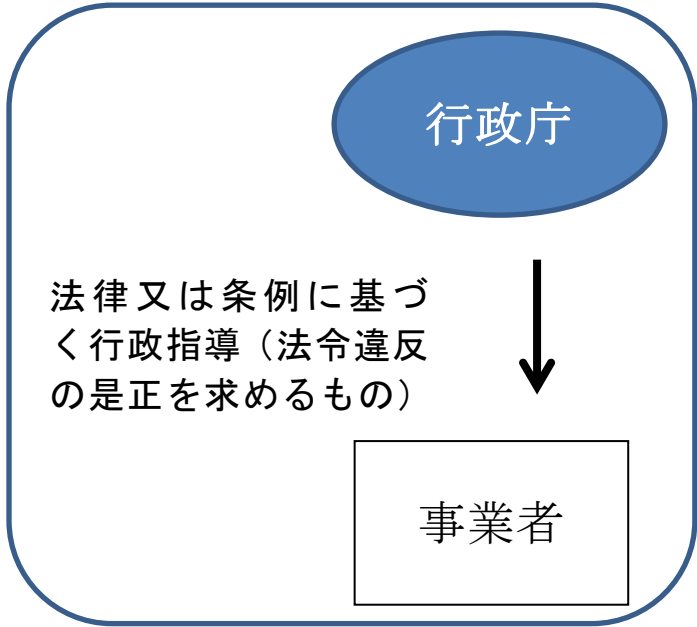 行政庁
法律又は条例に基づ
く行政指導（法令違反
の是正を求めるもの）
事業者